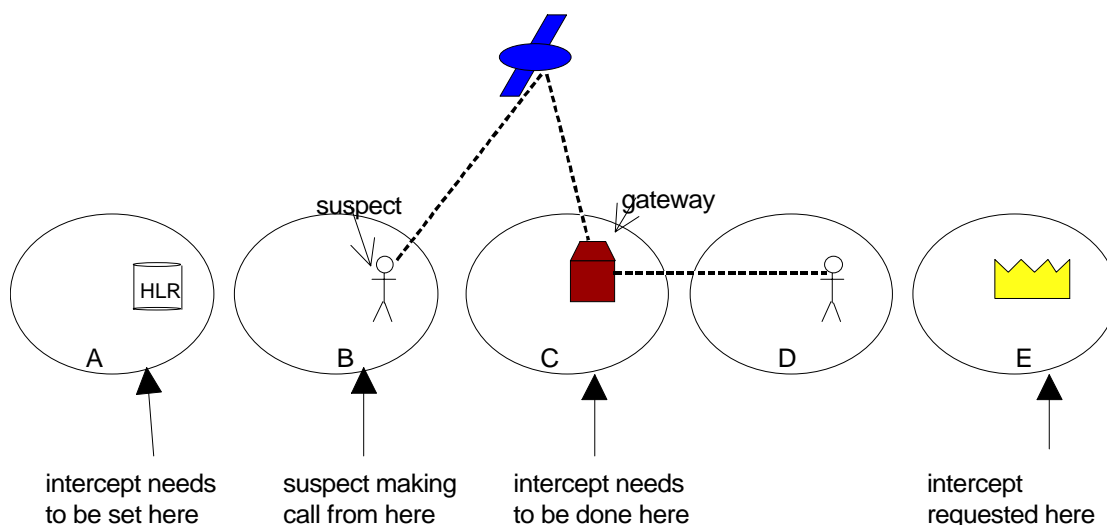 suspect
gateway
HLR
A
B
C
D
E
intercept needs
to be set here
suspect making
call from here
intercept needs
to be done here
intercept
requested here